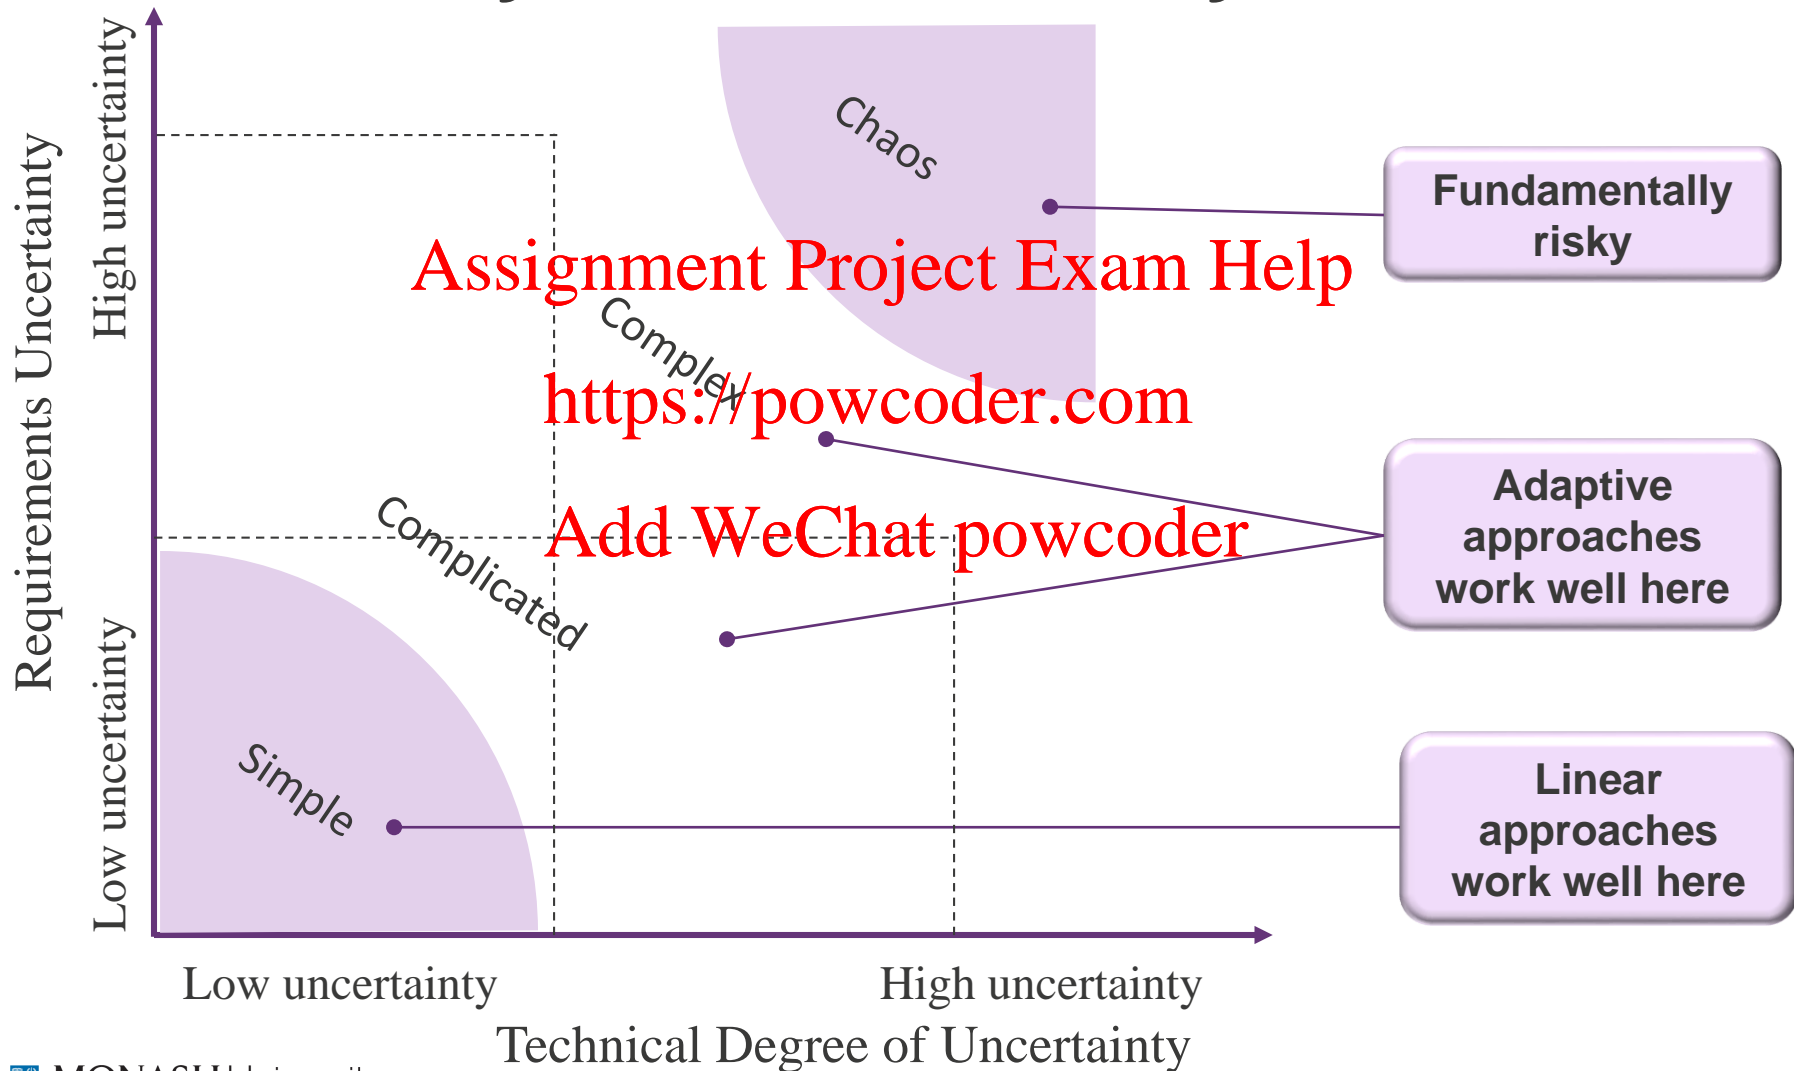 Requirements Uncertainty
High uncertainty
Low uncertainty
Chaos
Fundamentally
risky
Assignment Project Exam Help
Complex
https://powcoder.com
Adaptive
approaches
work well here
Complicated
Add WeChat powcoder
Simple
Linear
approaches
work well here
Low uncertainty
High uncertainty
Technical Degree of Uncertainty
MONASH University